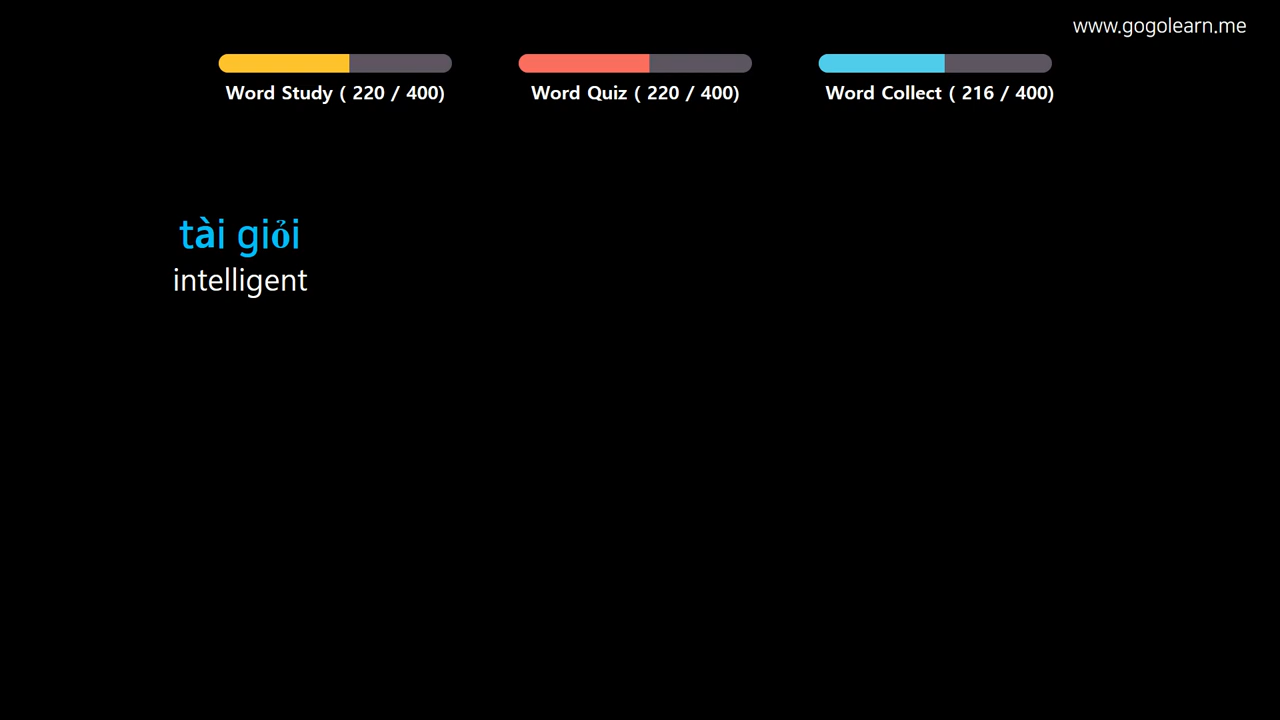 www.gogolearn.me
Word Study ( 220 / 400)
Word Quiz ( 220 / 400)
Word Collect ( 216 / 400)
tài giỏi
intelligent